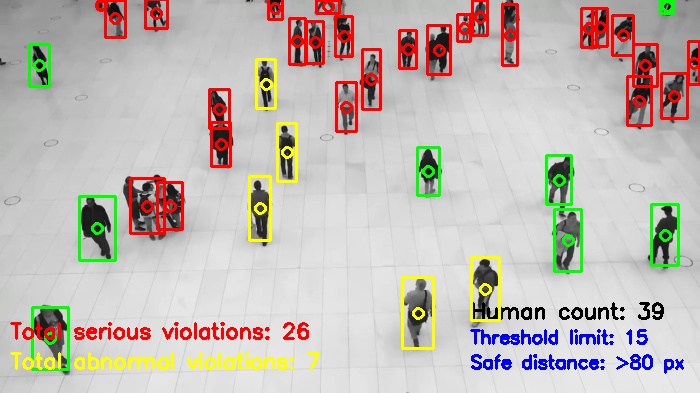 Human count: 39
Total serious violations: 26
Threshold limit: 15
Total abnormal violations: 7
Safe distance: >80 px